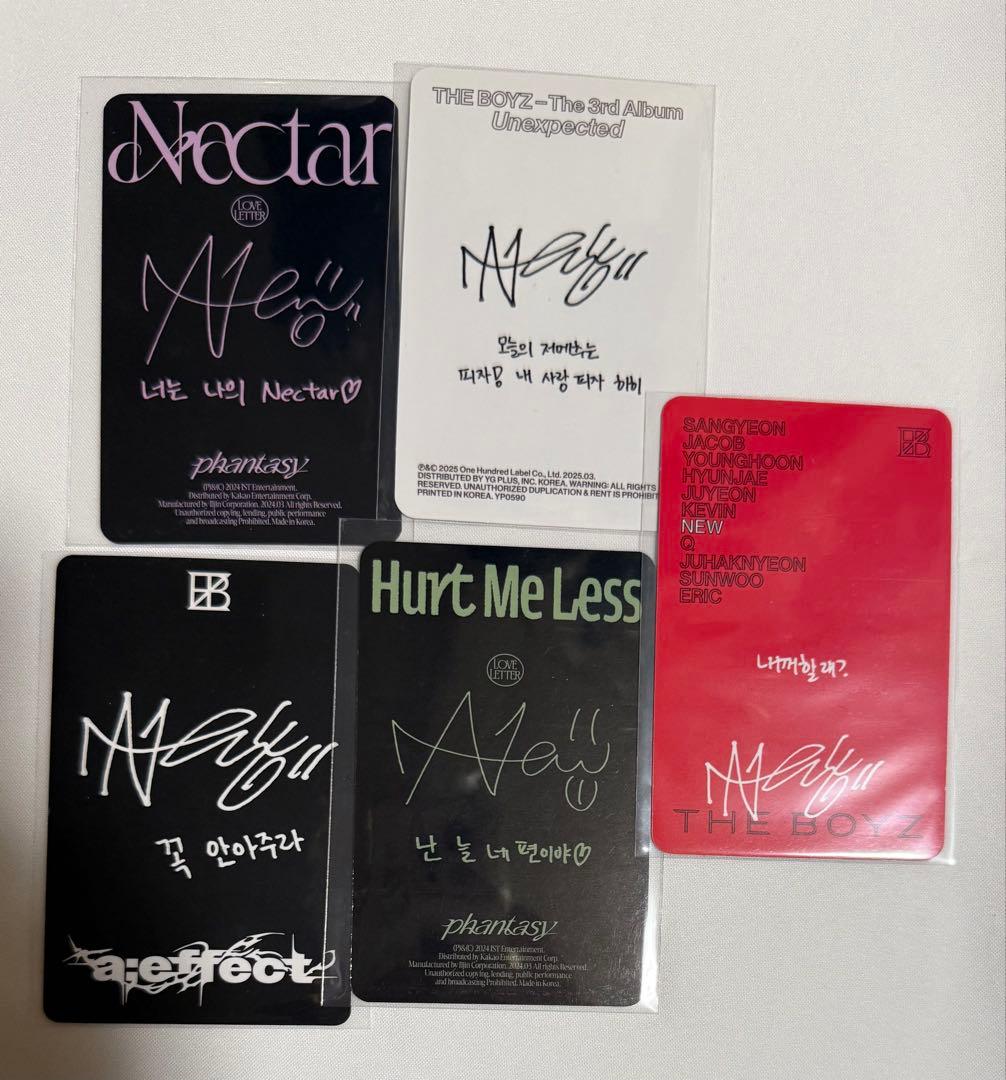 Nectar
LOVE
LETTER
너는 나의 Nectar♡
phantasy
(P)&(C) 2024 IST Entertainment.
Distributed by Kakao Entertainment Corp.
Manufactured by Iljin Corporation. 2024.03 All rights Reserved.
Unauthorized copying, lending, public performance
and broadcasting Prohibited. Made in Korea.
THE BOYZ – The 3rd Album
Unexpected
오늘의 저메추는
피자! 내 사랑 피자 히히
℗&© 2025 One Hundred Label Co., Ltd. 2025.03.
DISTRIBUTED BY YG PLUS, INC. KOREA. WARNING: ALL RIGHTS
RESERVED. UNAUTHORIZED DUPLICATION & RENT IS PROHIBIT
PRINTED IN KOREA. YP0590
SANGYEON
JACOB
YOUNGHOON
HYUNJAE
JUYEON
KEVIN
NEW
Q
JUHAKNYEON
SUNWOO
ERIC
내꺼할래?
THE BOYZ
꼭 안아주라
a;effect
Hurt Me Less
LOVE
LETTER
난 늘 네 편이야♡
phantasy
(P)&(C) 2024 IST Entertainment.
Distributed by Kakao Entertainment Corp.
Manufactured by Iljin Corporation. 2024.03 All rights Reserved.
Unauthorized copying, lending, public performance
and broadcasting Prohibited. Made in Korea.